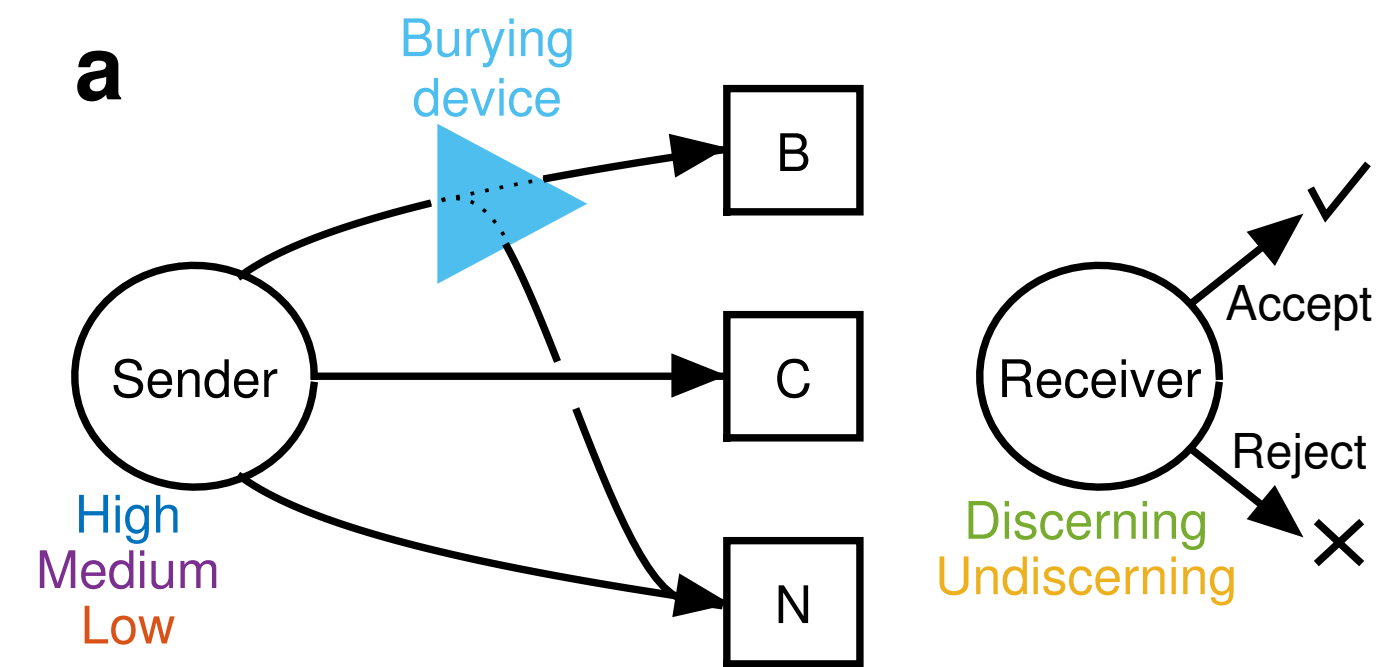 a
Burying
device
B
Sender
C
N
High
Medium
Low
Receiver
Accept
Reject
Discerning
Undiscerning